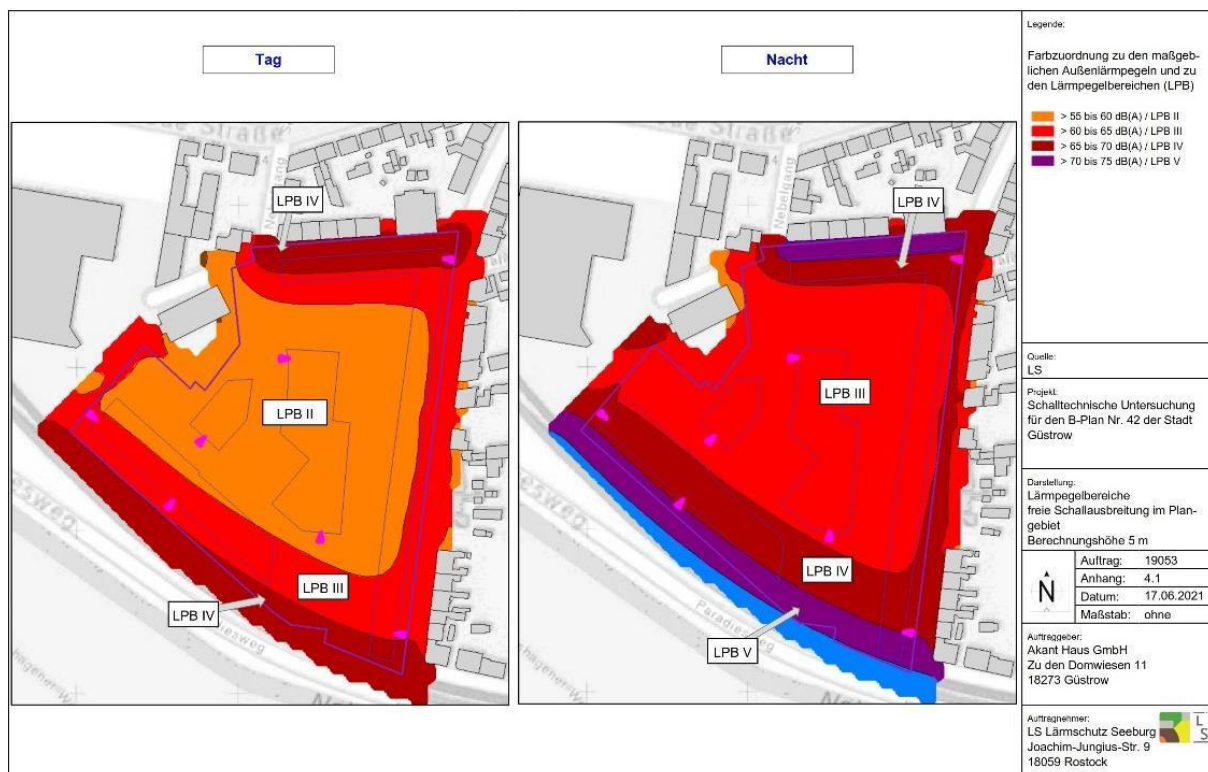 Tag
Nacht
LPB IV
LPB II
LPB III
LPB IV
Paradiesweg
Nebelgang
LPB IV
LPB III
LPB IV
LPB V
Legende:
Farbzuordnung zu den maßgeb-
lichen Außenlärmpegeln und zu
den Lärmpegelbereichen (LPB)
> 55 bis 60 dB(A) / LPB II
> 60 bis 65 dB(A) / LPB III
> 65 bis 70 dB(A) / LPB IV
> 70 bis 75 dB(A) / LPB V
Quelle:
LS
Projekt:
Schalltechnische Untersuchung
für den B-Plan Nr. 42 der Stadt
Güstrow
Darstellung:
Lärmpegelbereiche
freie Schallausbreitung im Plan-
gebiet
Berechnungshöhe 5 m
N
Auftrag: 19053
Anhang: 4.1
Datum: 17.06.2021
Maßstab: ohne
Auftraggeber:
Akant Haus GmbH
Zu den Domwiesen 11
18273 Güstrow
Auftragnehmer:
LS Lärmschutz Seeburg
Joachim-Jungius-Str. 9
18059 Rostock
L
S